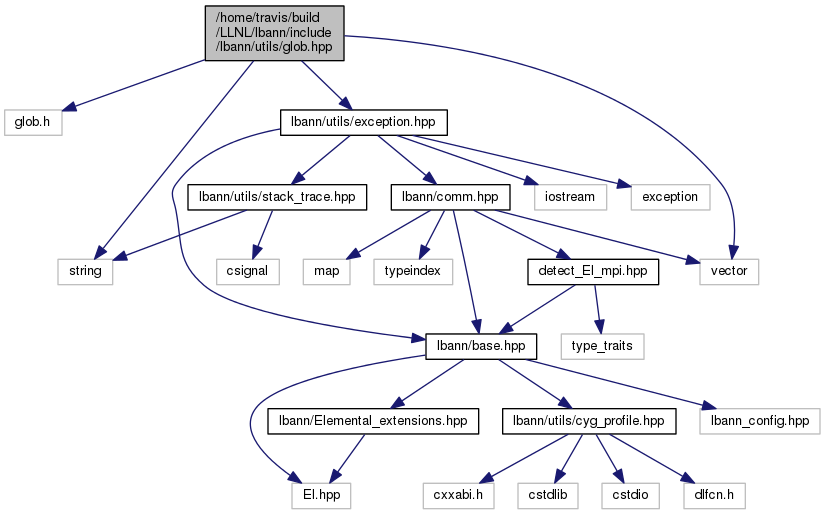 /home/travis/build
/LLNL/lbann/include
/lbann/utils/glob.hpp
glob.h
lbann/utils/exception.hpp
lbann/utils/stack_trace.hpp
lbann/comm.hpp
iostream
exception
string
csignal
map
typeindex
detect_El_mpi.hpp
vector
lbann/base.hpp
type_traits
lbann/Elemental_extensions.hpp
lbann/utils/cyg_profile.hpp
lbann_config.hpp
El.hpp
cxxabi.h
cstdlib
cstdio
dlfcn.h